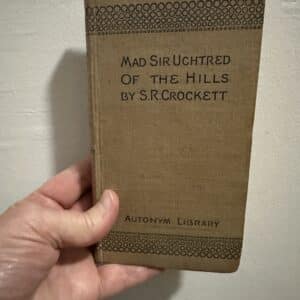 MAD SIR UCHTRED
OF THE HILLS
BY S.R. CROCKETT
AUTONYM LIBRARY